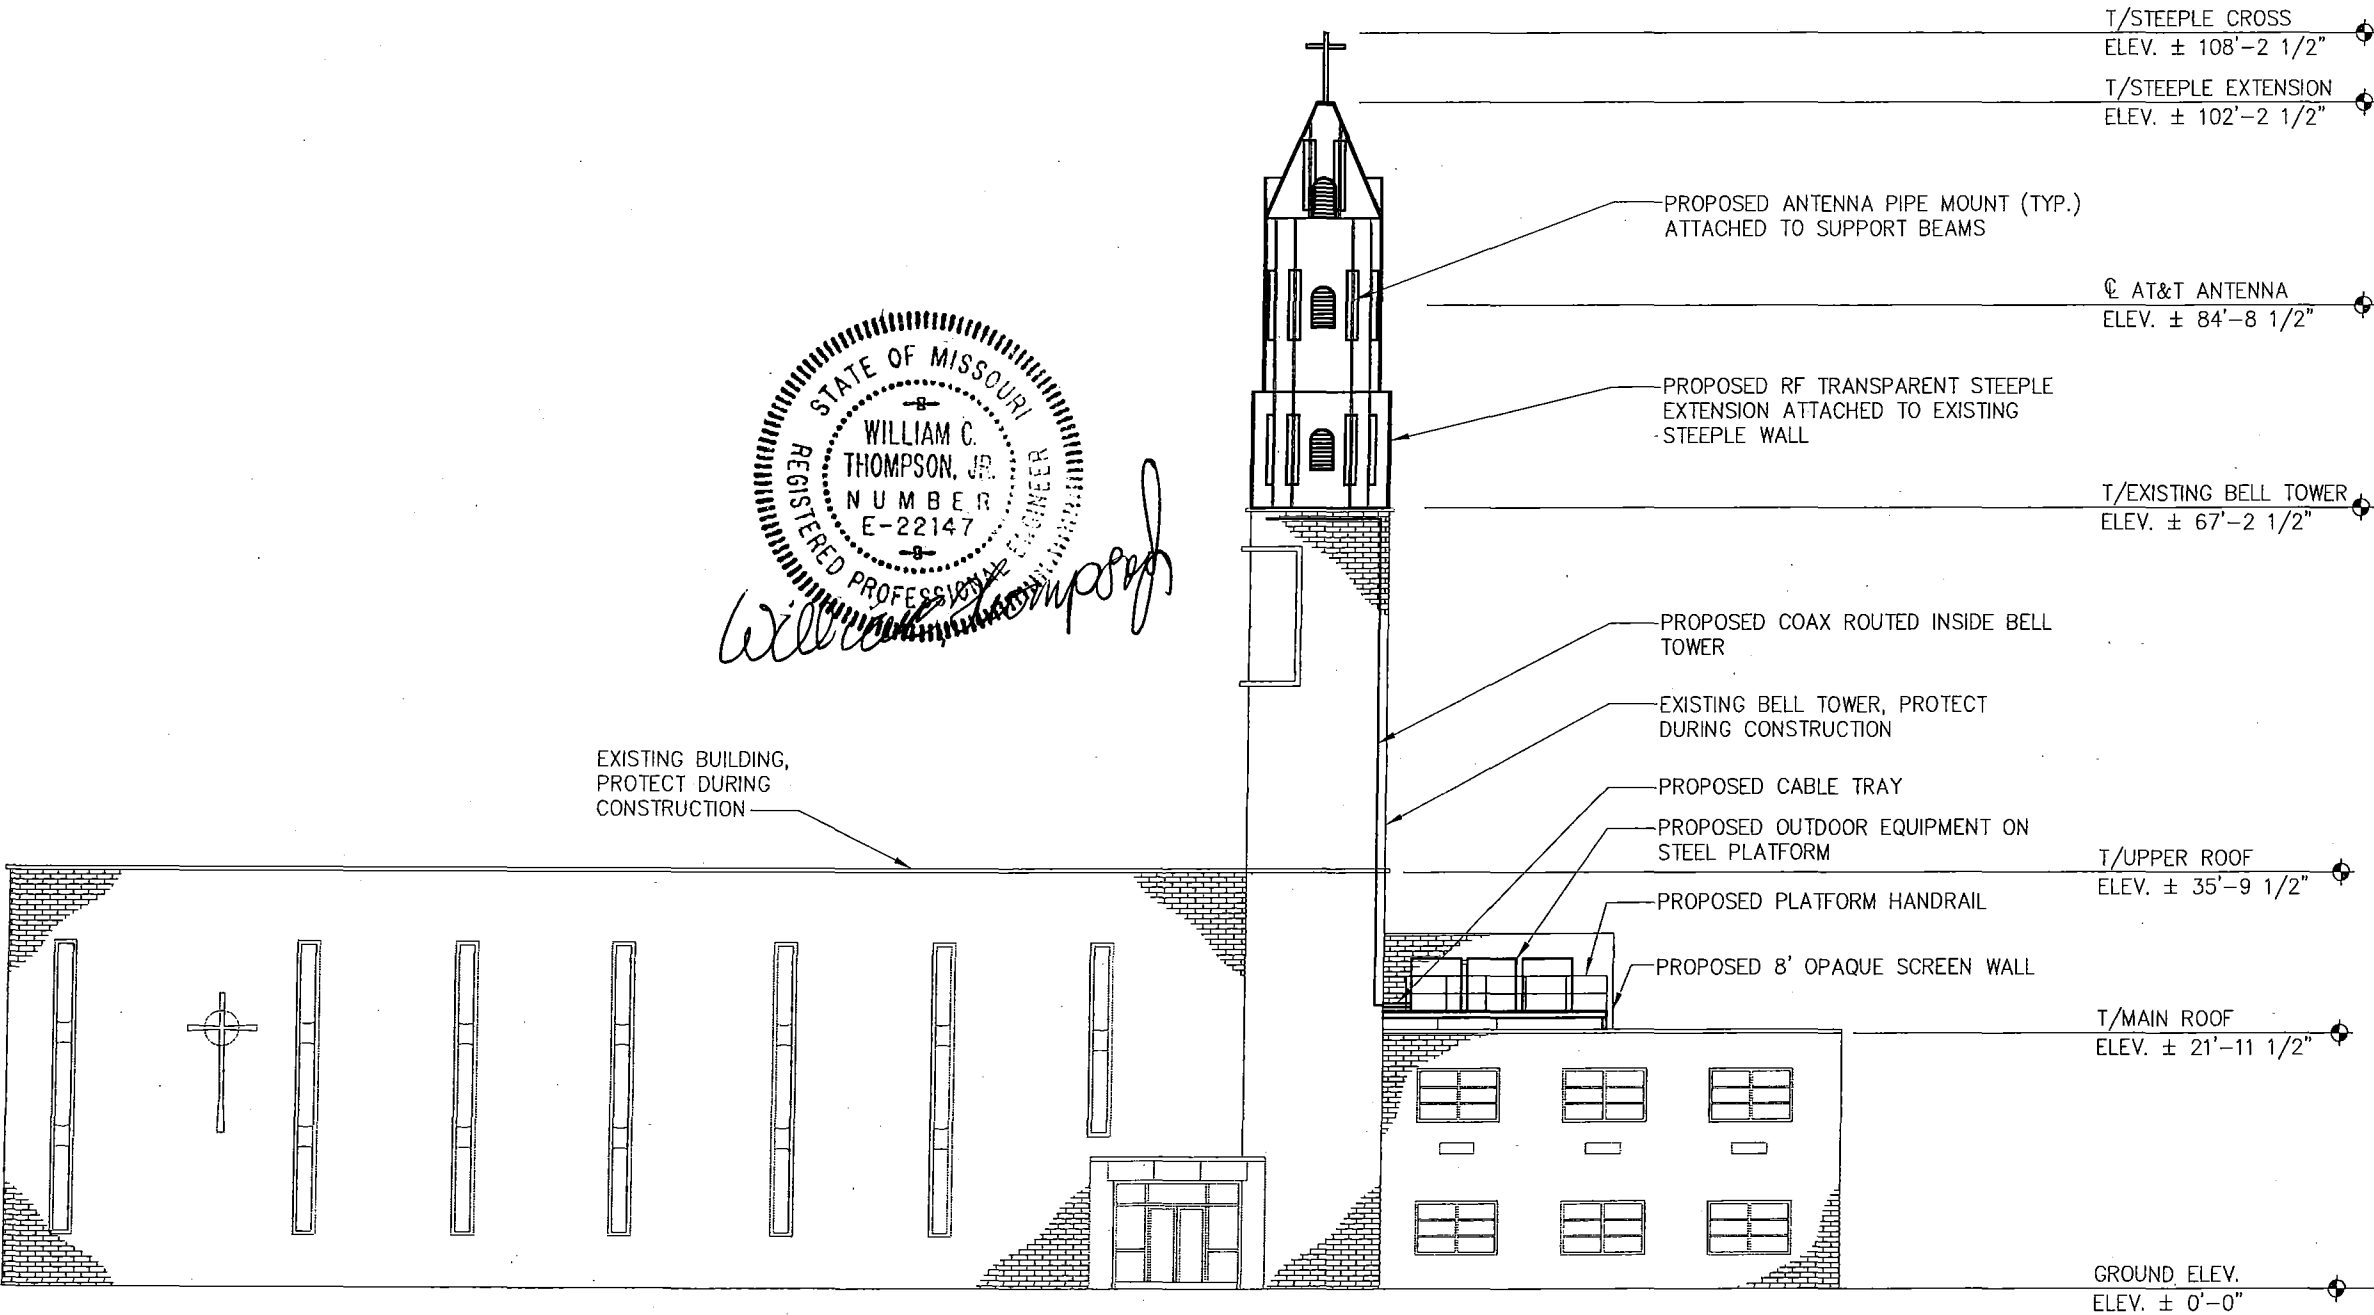 T/STEEPLE CROSS
ELEV. ± 108'-2 1/2"
T/STEEPLE EXTENSION
ELEV. ± 102'-2 1/2"
PROPOSED ANTENNA PIPE MOUNT (TYP.)
ATTACHED TO SUPPORT BEAMS
℄ AT&T ANTENNA
ELEV. ± 84'-8 1/2"
STATE OF MISSOURI
WILLIAM C.
THOMPSON, JR.
NUMBER
E-22147
REGISTERED PROFESSIONAL ENGINEER
William C. Thompson Jr
PROPOSED RF TRANSPARENT STEEPLE
EXTENSION ATTACHED TO EXISTING
STEEPLE WALL
T/EXISTING BELL TOWER
ELEV. ± 67'-2 1/2"
PROPOSED COAX ROUTED INSIDE BELL
TOWER
EXISTING BELL TOWER, PROTECT
DURING CONSTRUCTION
EXISTING BUILDING,
PROTECT DURING
CONSTRUCTION
PROPOSED CABLE TRAY
PROPOSED OUTDOOR EQUIPMENT ON
STEEL PLATFORM
T/UPPER ROOF
ELEV. ± 35'-9 1/2"
PROPOSED PLATFORM HANDRAIL
PROPOSED 8' OPAQUE SCREEN WALL
T/MAIN ROOF
ELEV. ± 21'-11 1/2"
GROUND ELEV.
ELEV. ± 0'-0"